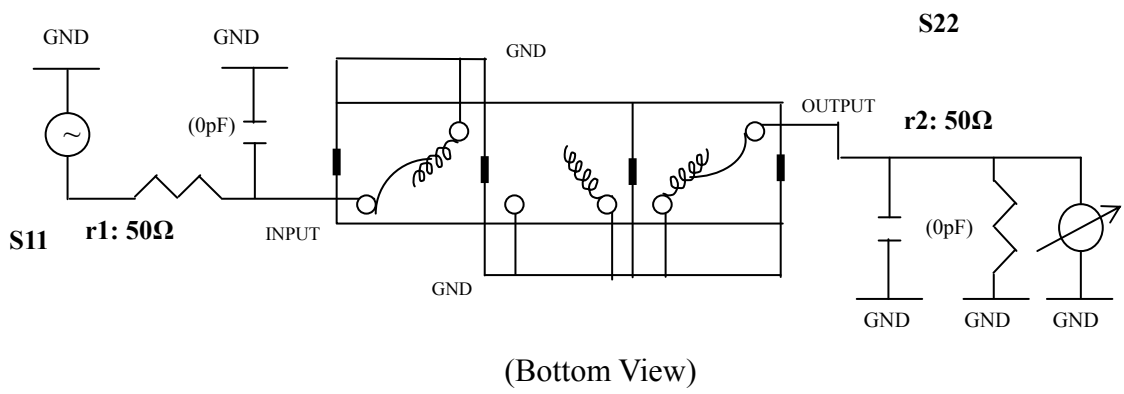 S22
GND
GND
GND
(0pF)
OUTPUT
r2: 50Ω
S11
r1: 50Ω
INPUT
(0pF)
GND
GND
GND
GND
(Bottom View)